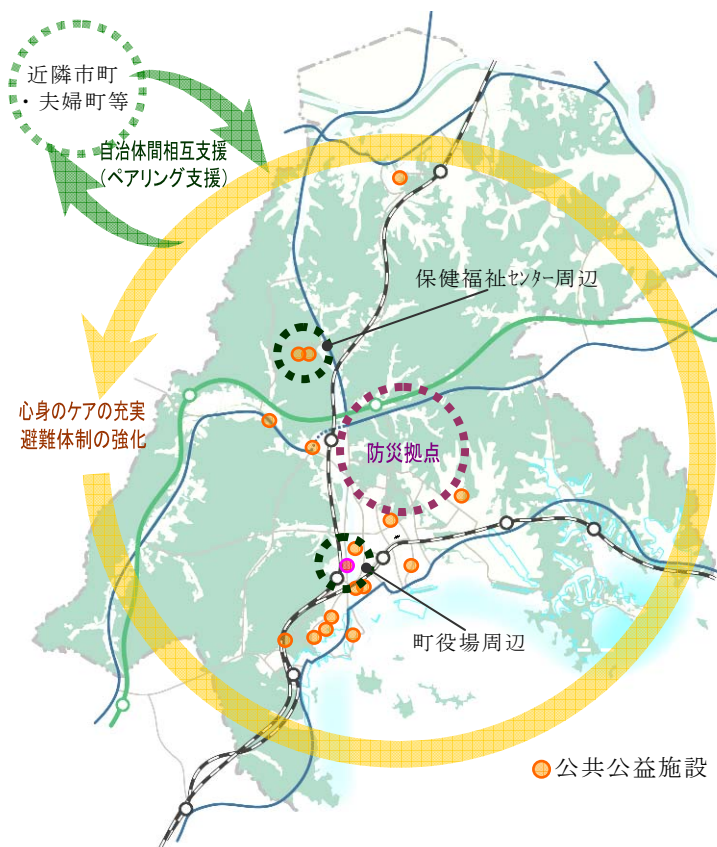 近隣市町
・夫婦町等
自治体間相互支援
(ペアリング支援)
保健福祉センター周辺
心身のケアの充実
避難体制の強化
防災拠点
町役場周辺
公共公益施設